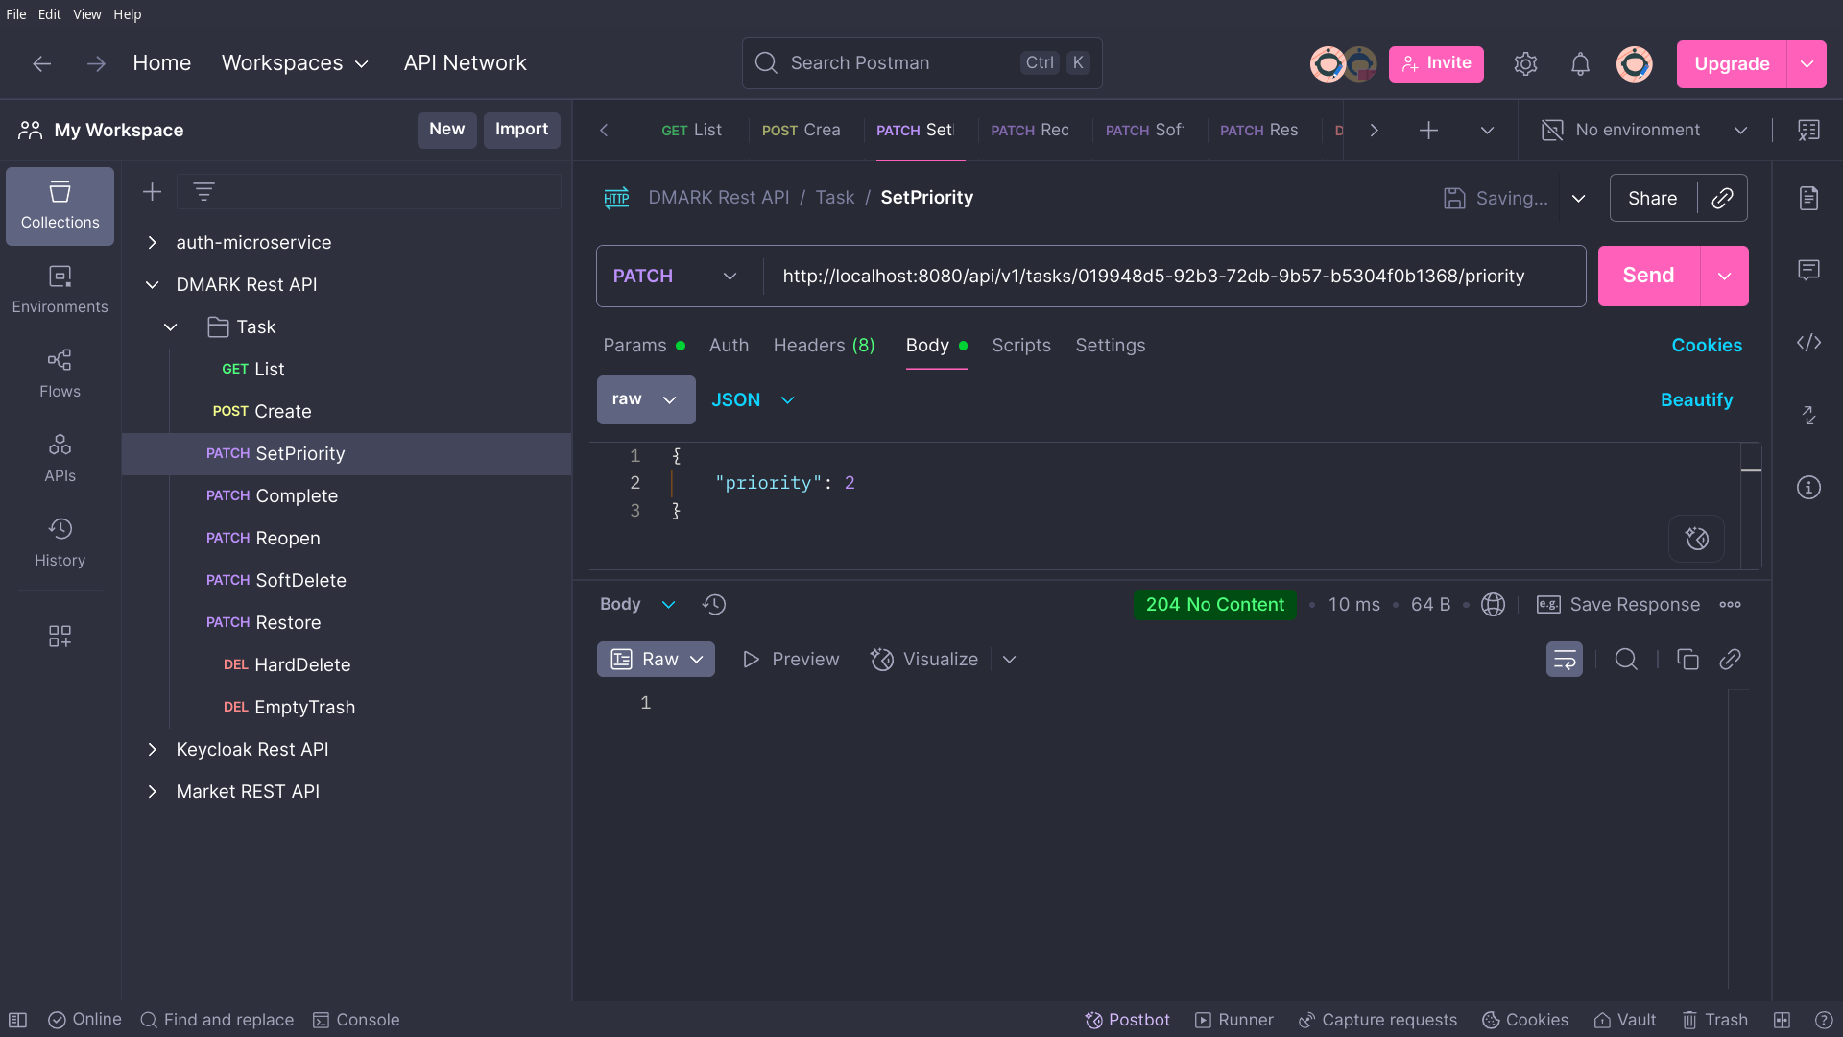 File Edit View Help
Home Workspaces API Network
Search Postman Ctrl K
Invite
Upgrade
My Workspace New Import
GET List POST Crea PATCH Set PATCH Rec PATCH Sof PATCH Res D
No environment
Collections
Environments
Flows
APIs
History
auth-microservice
DMARK Rest API
Task
GET List
POST Create
PATCH SetPriority
PATCH Complete
PATCH Reopen
PATCH SoftDelete
PATCH Restore
DEL HardDelete
DEL EmptyTrash
Keycloak Rest API
Market REST API
HTTP DMARK Rest API / Task / SetPriority
Saving... Share
PATCH http://localhost:8080/api/v1/tasks/019948d5-92b3-72db-9b57-b5304f0b1368/priority
Send
Params Auth Headers (8) Body Scripts Settings Cookies
raw JSON Beautify
1 {
2 "priority": 2
3 }
Body 204 No Content 10 ms 64 B e.g. Save Response
Raw Preview Visualize
1
Online Find and replace Console Postbot Runner Capture requests Cookies Vault Trash